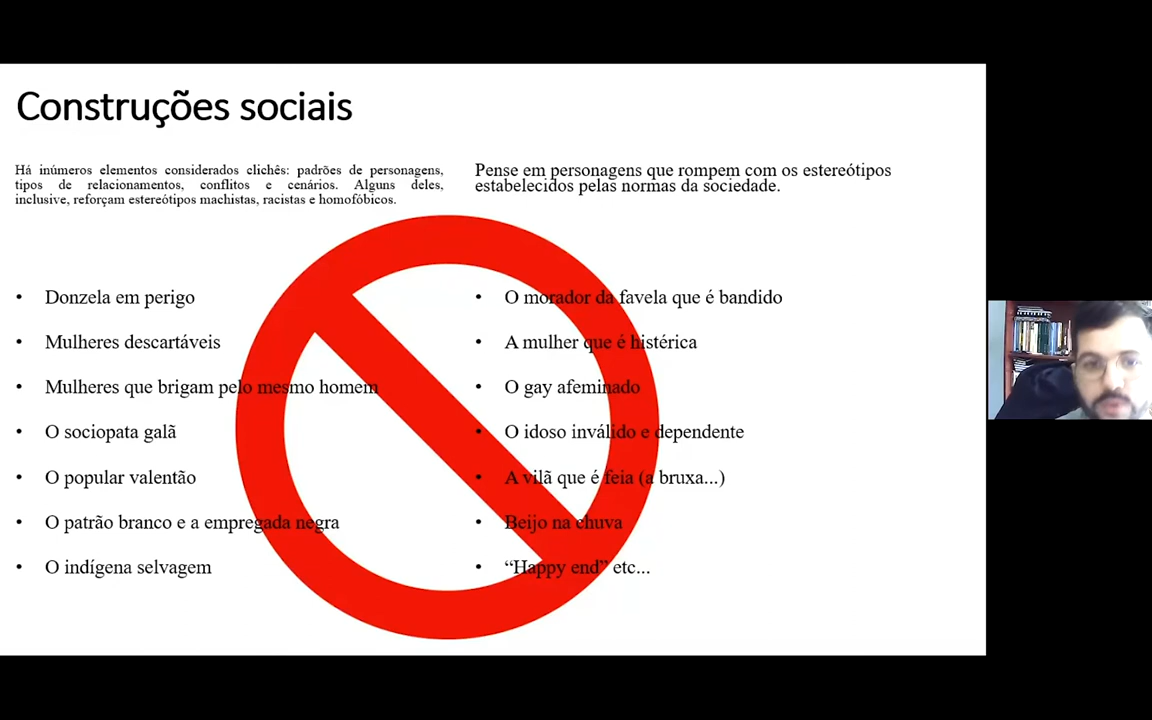 Construções sociais
Há inúmeros elementos considerados clichês: padrões de personagens,
tipos de relacionamentos, conflitos e cenários. Alguns deles,
inclusive, reforçam estereótipos machistas, racistas e homofóbicos.
• Donzela em perigo
• Mulheres descartáveis
• Mulheres que brigam pelo mesmo homem
• O sociopata galã
• O popular valentão
• O patrão branco e a empregada negra
• O indígena selvagem
Pense em personagens que rompem com os estereótipos
estabelecidos pelas normas da sociedade.
• O morador da favela que é bandido
• A mulher que é histérica
• O gay afeminado
• O idoso inválido e dependente
• A vilã que é feia (a bruxa...)
• Beijo na chuva
• “Happy end” etc...